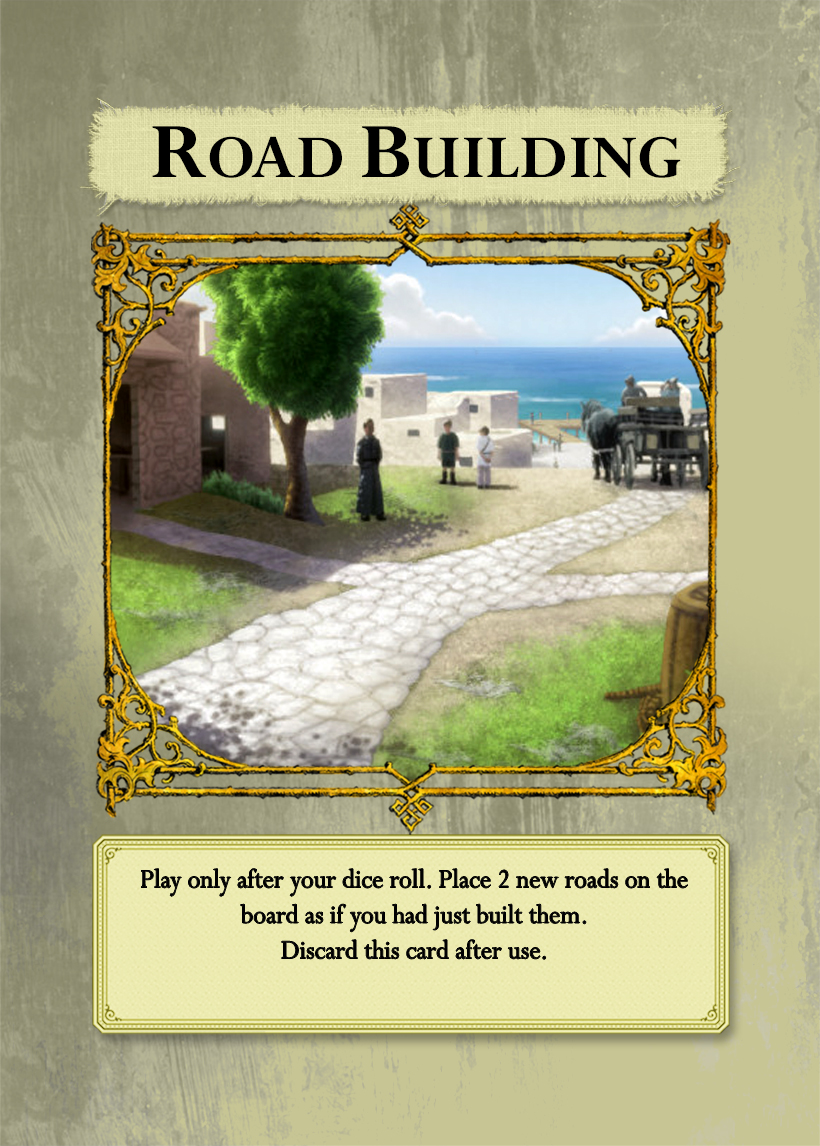 Road Building
Play only after your dice roll. Place 2 new roads on the
board as if you had just built them.
Discard this card after use.